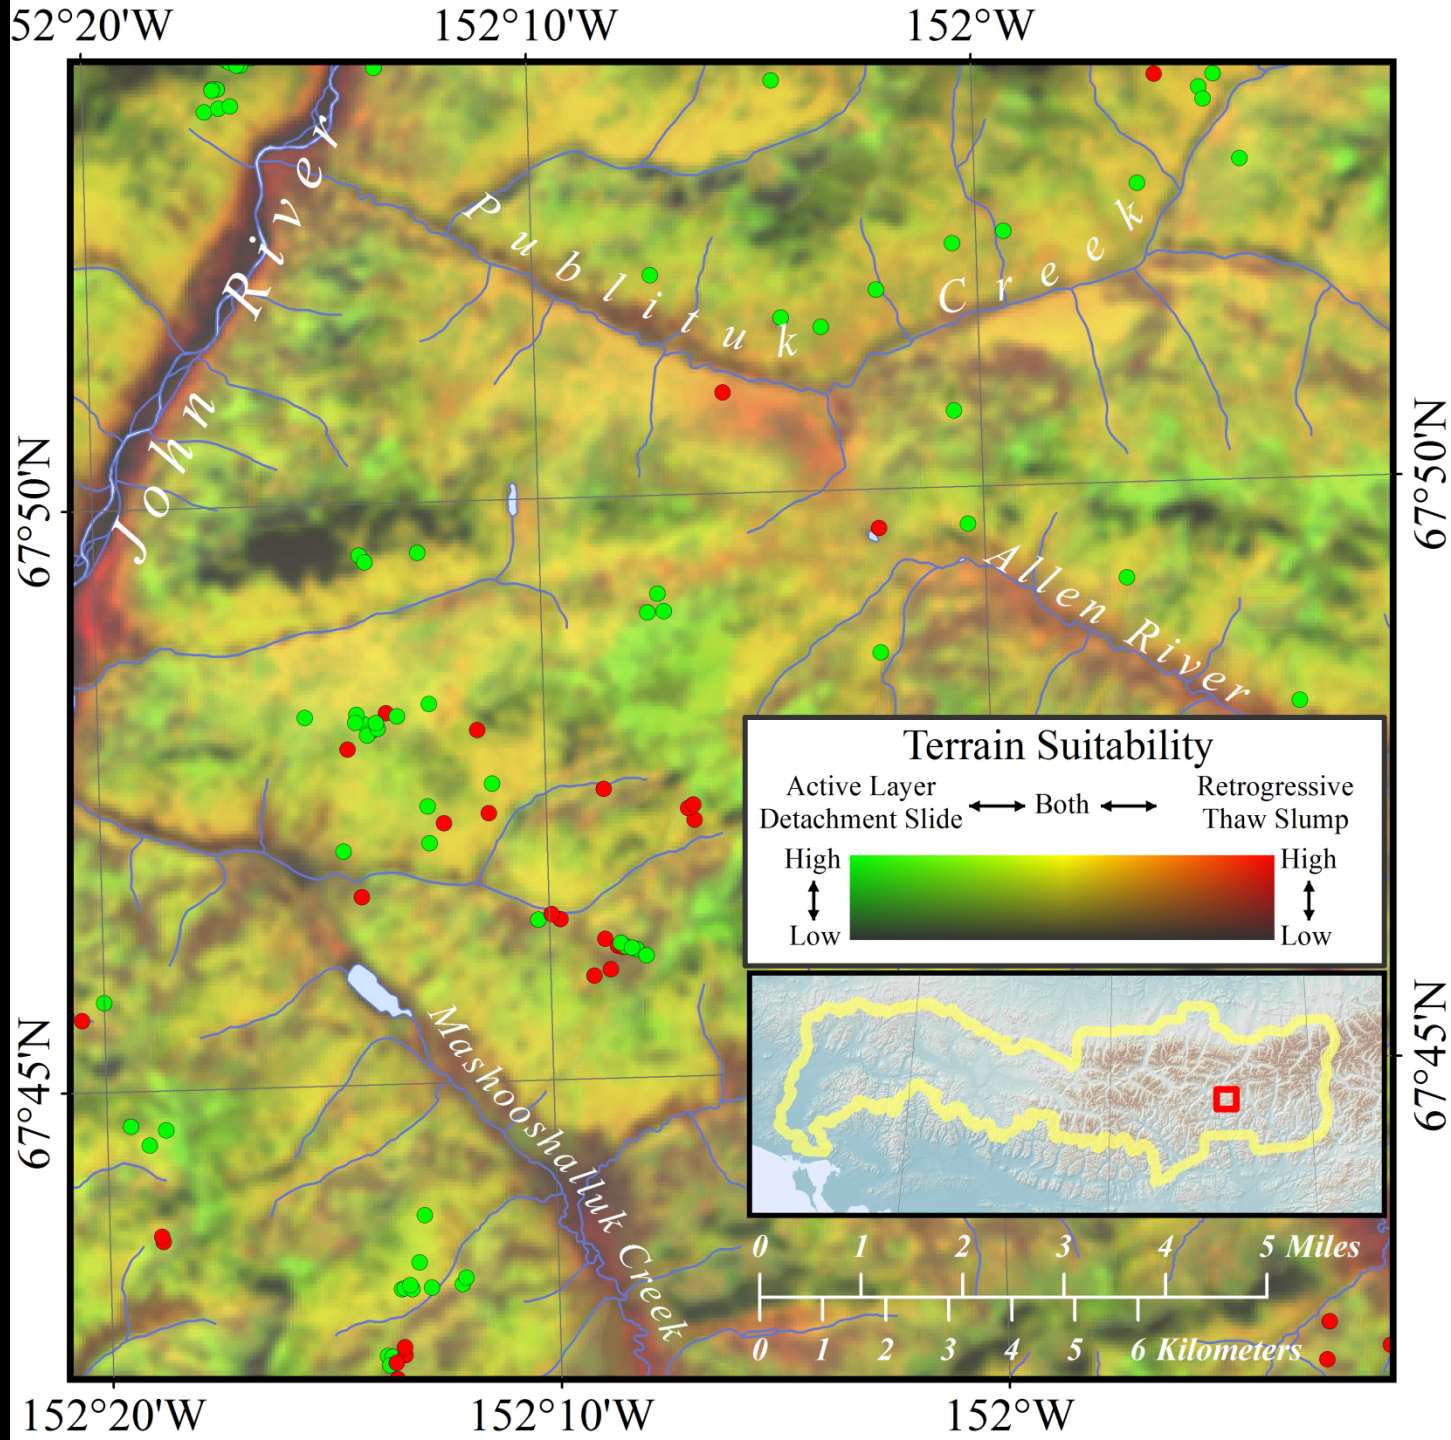 52°20'W 152°10'W 152°W
John River
Publituk Creek
67°50'N
67°50'N
Allen River
Terrain Suitability
Active Layer Detachment Slide
Both
Retrogressive Thaw Slump
High
High
Low
Low
Mashooshalluk Creek
67°45'N
67°45'N
0 1 2 3 4 5 Miles
0 1 2 3 4 5 6 Kilometers
152°20'W 152°10'W 152°W